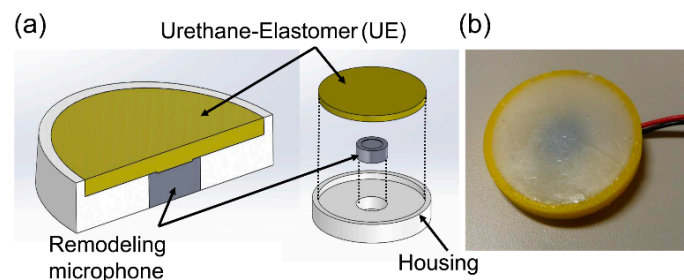 (a)
Urethane-Elastomer (UE)
(b)
Remodeling
microphone
Housing